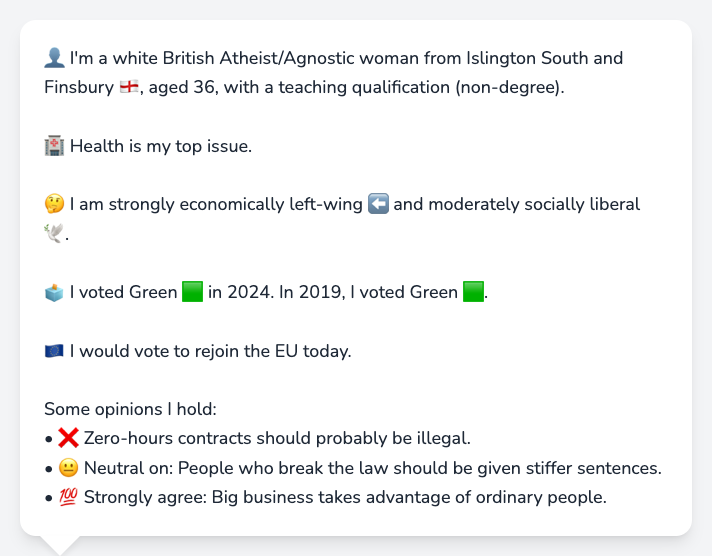 👤 I'm a white British Atheist/Agnostic woman from Islington South and
Finsbury 🏴󠁧󠁢󠁥󠁮󠁧󠁿, aged 36, with a teaching qualification (non-degree).
🏥 Health is my top issue.
🤔 I am strongly economically left-wing ⬅️ and moderately socially liberal
🕊️.
🗳️ I voted Green 🟩 in 2024. In 2019, I voted Green 🟩.
🇪🇺 I would vote to rejoin the EU today.
Some opinions I hold:
• ❌ Zero-hours contracts should probably be illegal.
• 😐 Neutral on: People who break the law should be given stiffer sentences.
• 💯 Strongly agree: Big business takes advantage of ordinary people.